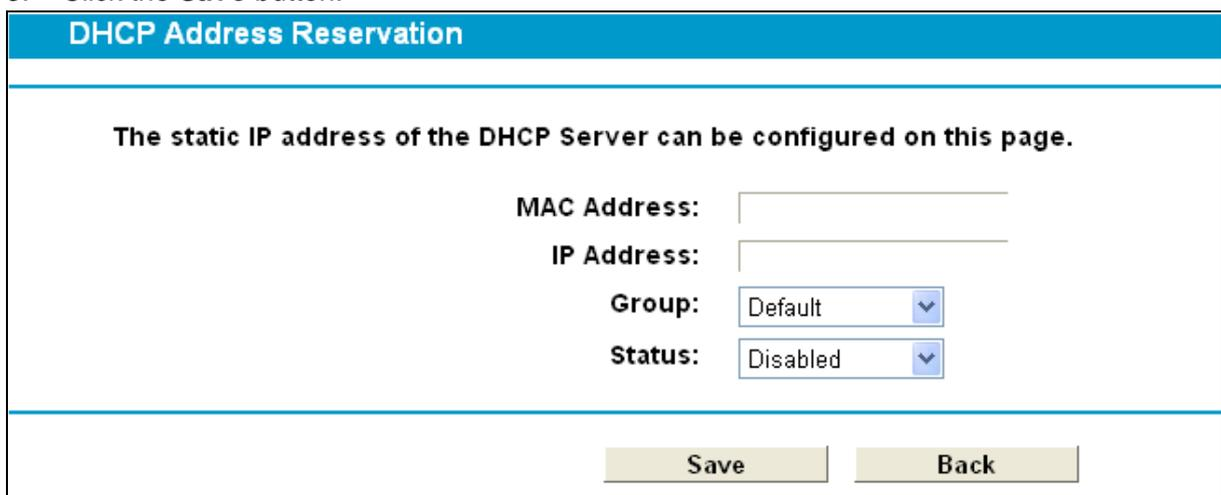 DHCP Address Reservation
The static IP address of the DHCP Server can be configured on this page.
MAC Address:
IP Address:
Group: Default
Status: Disabled
Save Back